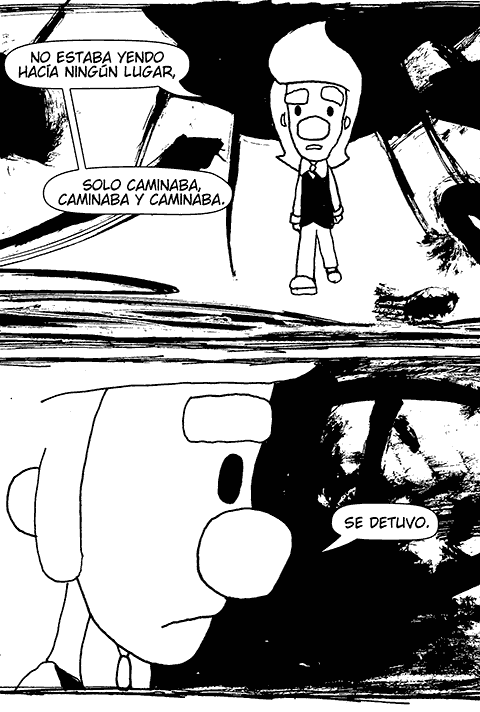 NO ESTABA YENDO
HACÍA NINGÚN LUGAR,
SOLO CAMINABA,
CAMINABA Y CAMINABA.
SE DETUVO.